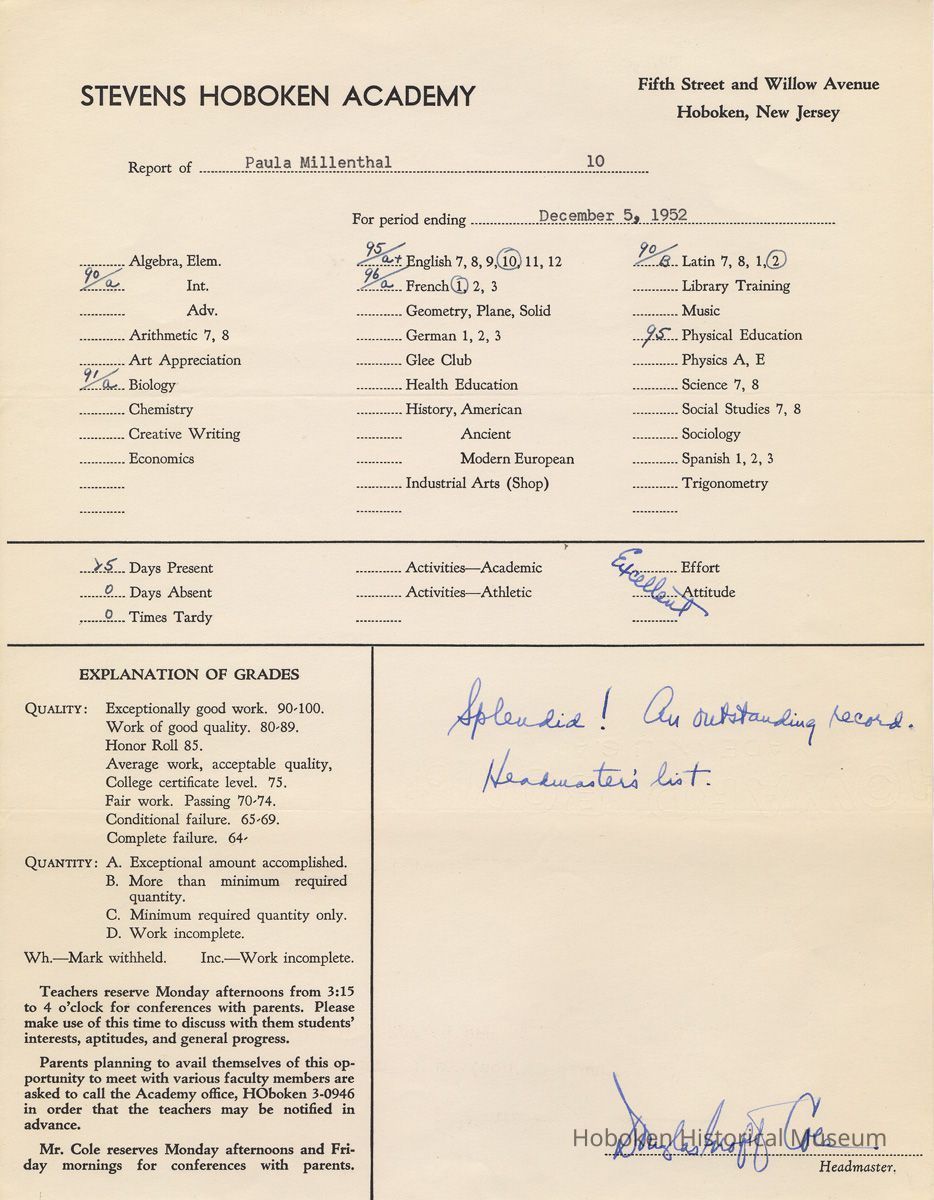 STEVENS HOBOKEN ACADEMY
Fifth Street and Willow Avenue
Hoboken, New Jersey
Report of Paula Millenthal 10
For period ending December 5, 1952
Algebra, Elem.
90/a Int.
Adv.
Arithmetic 7, 8
Art Appreciation
91/a Biology
Chemistry
Creative Writing
Economics
95/a+ English 7, 8, 9, 10, 11, 12
96/a French 1, 2, 3
Geometry, Plane, Solid
German 1, 2, 3
Glee Club
Health Education
History, American
Ancient
Modern European
Industrial Arts (Shop)
90/B Latin 7, 8, 1, 2
Library Training
Music
95 Physical Education
Physics A, E
Science 7, 8
Social Studies 7, 8
Sociology
Spanish 1, 2, 3
Trigonometry
Days Present
0 Days Absent
0 Times Tardy
Activities—Academic
Activities—Athletic
Excellent
Effort
Attitude
EXPLANATION OF GRADES
QUALITY: Exceptionally good work. 90-100.
Work of good quality. 80-89.
Honor Roll 85.
Average work, acceptable quality,
College certificate level. 75.
Fair work. Passing 70-74.
Conditional failure. 65-69.
Complete failure. 64-
QUANTITY: A. Exceptional amount accomplished.
B. More than minimum required
quantity.
C. Minimum required quantity only.
D. Work incomplete.
Wh.—Mark withheld. Inc.—Work incomplete.
Teachers reserve Monday afternoons from 3:15
to 4 o'clock for conferences with parents. Please
make use of this time to discuss with them students'
interests, aptitudes, and general progress.
Parents planning to avail themselves of this op-
portunity to meet with various faculty members are
asked to call the Academy office, HOboken 3-0946
in order that the teachers may be notified in
advance.
Mr. Cole reserves Monday afternoons and Fri-
day mornings for conferences with parents.
Splendid! An outstanding record.
Headmaster's list.
Hoboken Historical Museum
Headmaster.